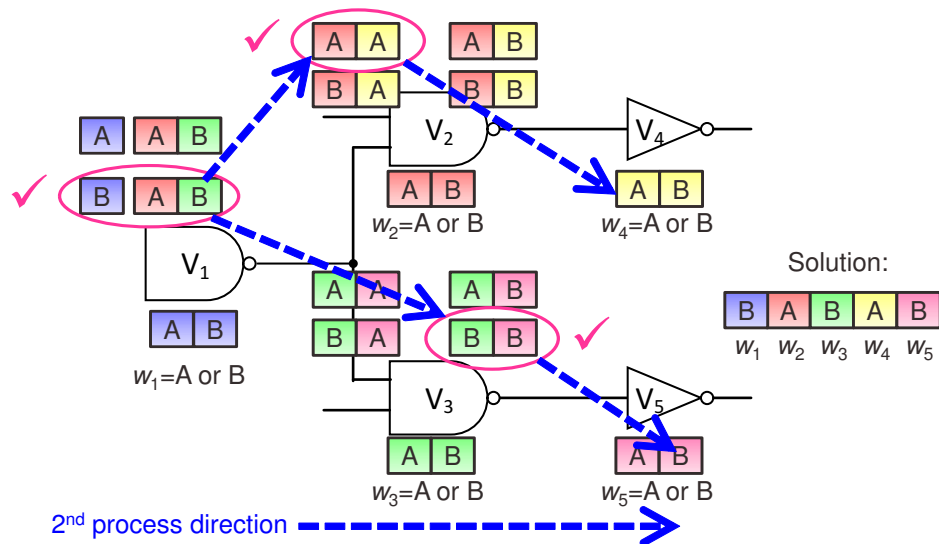 A A A B
B A B B
A A B
V2
V4
B A B
A B
A B
w2=A or B
w4=A or B
V1
Solution:
A A A B
A B
B A B A B
B A B B
w1 w2 w3 w4 w5
w1=A or B
V3
V5
A B
A B
w3=A or B
w5=A or B
2nd process direction